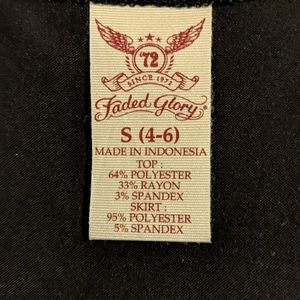 '72
SINCE 1972
Faded Glory®
S (4-6)
MADE IN INDONESIA
TOP :
64% POLYESTER
33% RAYON
3% SPANDEX
SKIRT :
95% POLYESTER
5% SPANDEX